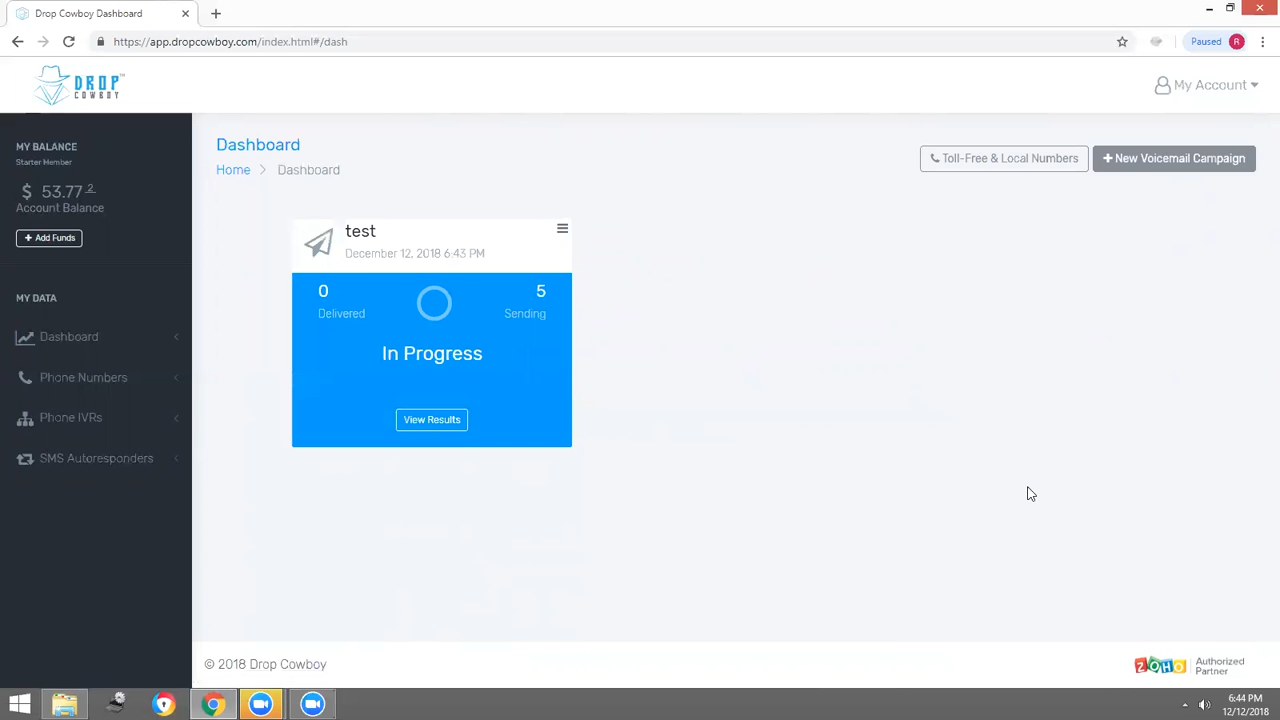 Drop Cowboy Dashboard
https://app.dropcowboy.com/index.html#/dash
Paused R
DROP COWBOY™
My Account
MY BALANCE
Starter Member
$ 53.77 2
Account Balance
+ Add Funds
MY DATA
Dashboard
Phone Numbers
Phone IVRs
SMS Autoresponders
Dashboard
Home > Dashboard
Toll-Free & Local Numbers
+ New Voicemail Campaign
test
December 12, 2018 6:43 PM
0
Delivered
5
Sending
In Progress
View Results
© 2018 Drop Cowboy
ZOHO Authorized
Partner
6:44 PM
12/12/2018